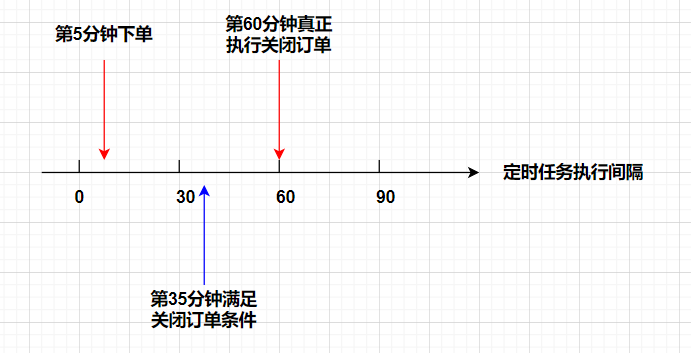 第5分钟下单
第60分钟真正
执行关闭订单
定时任务执行间隔
0
30
60
90
第35分钟满足
关闭订单条件